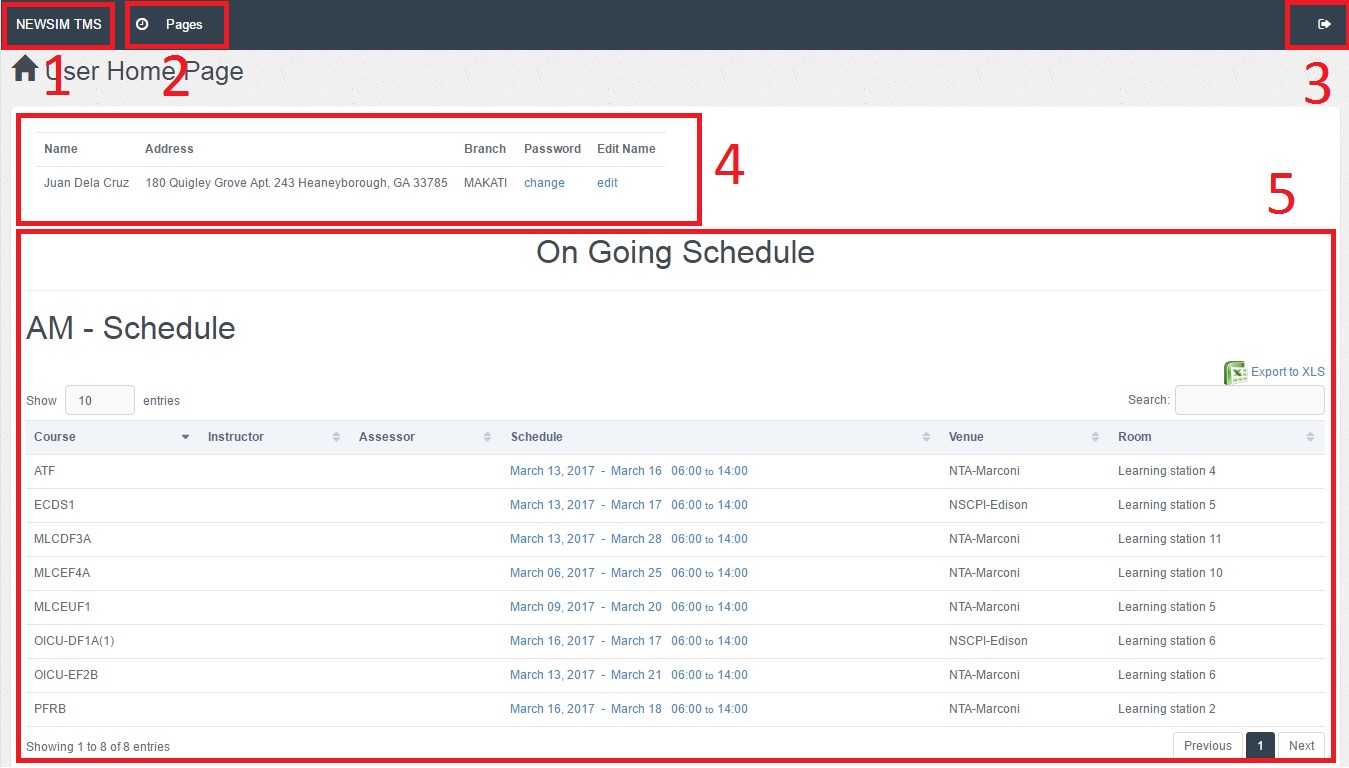 NEWSIM TMS Pages
1 2 3
User Home Page
4
Name Address Branch Password Edit Name
Juan Dela Cruz 180 Quigley Grove Apt. 243 Heaneyborough, GA 33785 MAKATI change edit
5
On Going Schedule
AM - Schedule
Export to XLS
Show 10 entries Search:
Course Instructor Assessor Schedule Venue Room
ATF March 13, 2017 - March 16 06:00 to 14:00 NTA-Marconi Learning station 4
ECDS1 March 13, 2017 - March 17 06:00 to 14:00 NSCPI-Edison Learning station 5
MLCDF3A March 13, 2017 - March 28 06:00 to 14:00 NTA-Marconi Learning station 11
MLCEF4A March 06, 2017 - March 25 06:00 to 14:00 NTA-Marconi Learning station 10
MLCEUF1 March 09, 2017 - March 20 06:00 to 14:00 NTA-Marconi Learning station 5
OICU-DF1A(1) March 16, 2017 - March 17 06:00 to 14:00 NSCPI-Edison Learning station 6
OICU-EF2B March 13, 2017 - March 21 06:00 to 14:00 NTA-Marconi Learning station 6
PFRB March 16, 2017 - March 18 06:00 to 14:00 NTA-Marconi Learning station 2
Showing 1 to 8 of 8 entries Previous 1 Next